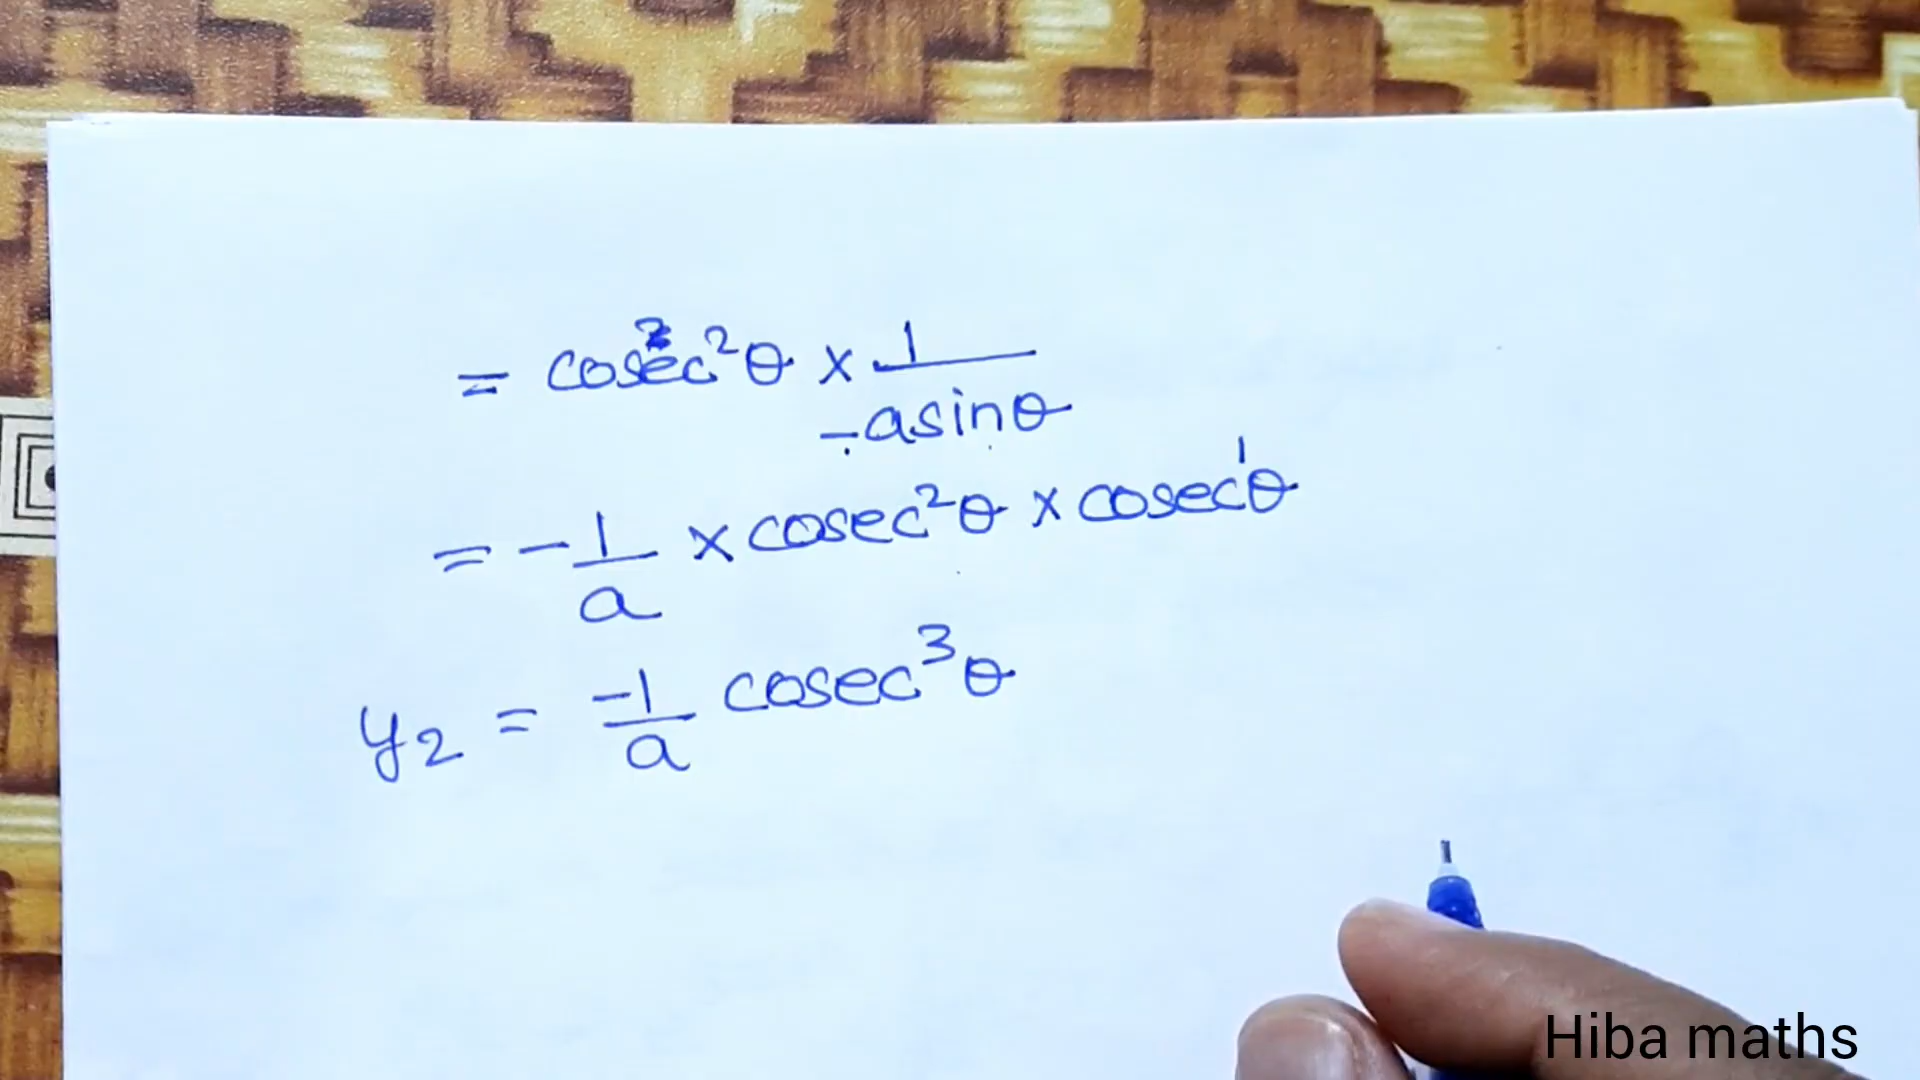 = cosec²θ × 1/-asinθ
= -1/a × cosec²θ × cosec¹θ
y₂ = -1/a cosec³θ
Hiba maths